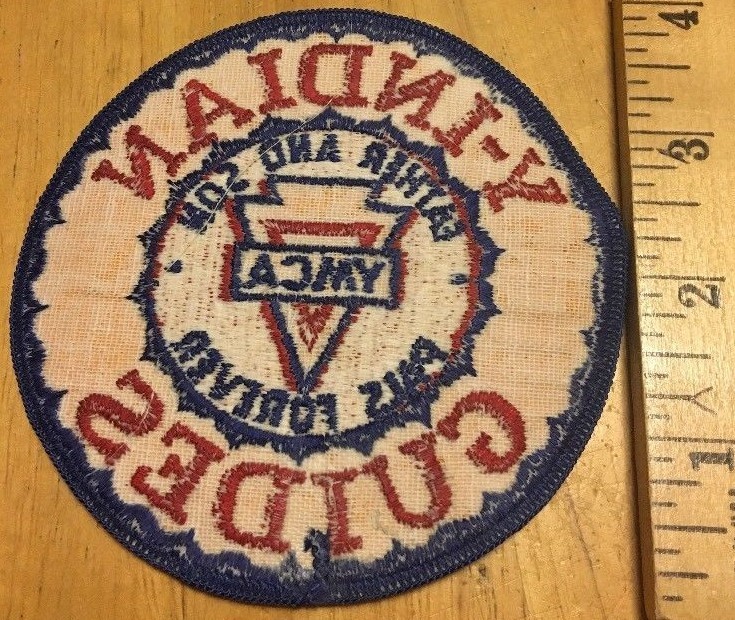 Y-INDIAN
FATHER AND SON
YMCA
PALS FOREVER
GUIDES
4
3
2
1